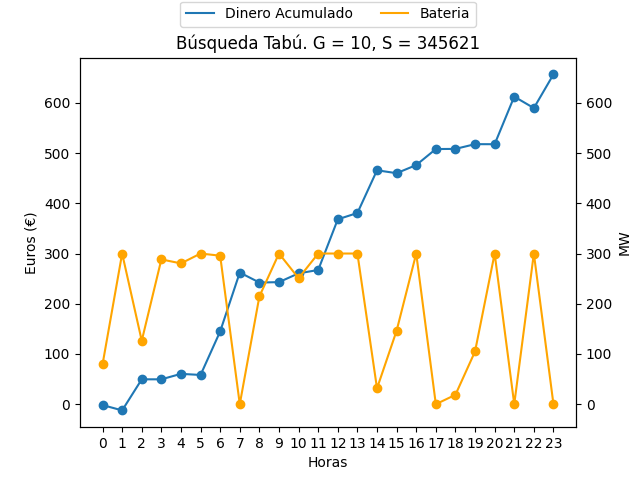 Dinero Acumulado Bateria
Búsqueda Tabú. G = 10, S = 345621
600 600
500 500
400 400
300 300
200 200
100 100
0 0
Euros (€)
MW
0 1 2 3 4 5 6 7 8 9 10 11 12 13 14 15 16 17 18 19 20 21 22 23
Horas